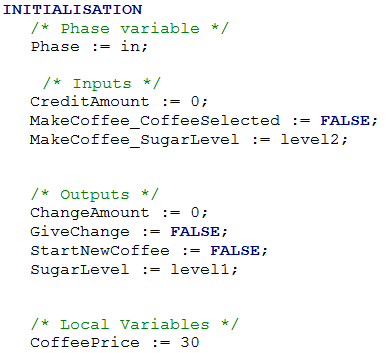 INITIALISATION
/* Phase variable */
Phase := in;
/* Inputs */
CreditAmount := 0;
MakeCoffee_CoffeeSelected := FALSE;
MakeCoffee_SugarLevel := level2;
/* Outputs */
ChangeAmount := 0;
GiveChange := FALSE;
StartNewCoffee := FALSE;
SugarLevel := level1;
/* Local Variables */
CoffeePrice := 30